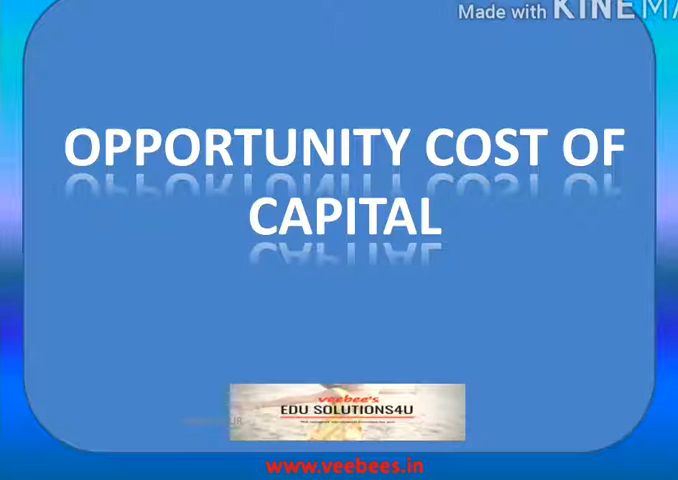 Made with KINEMA
OPPORTUNITY COST OF
CAPITAL
veebee's
EDU SOLUTIONS4U
www.veebees.in